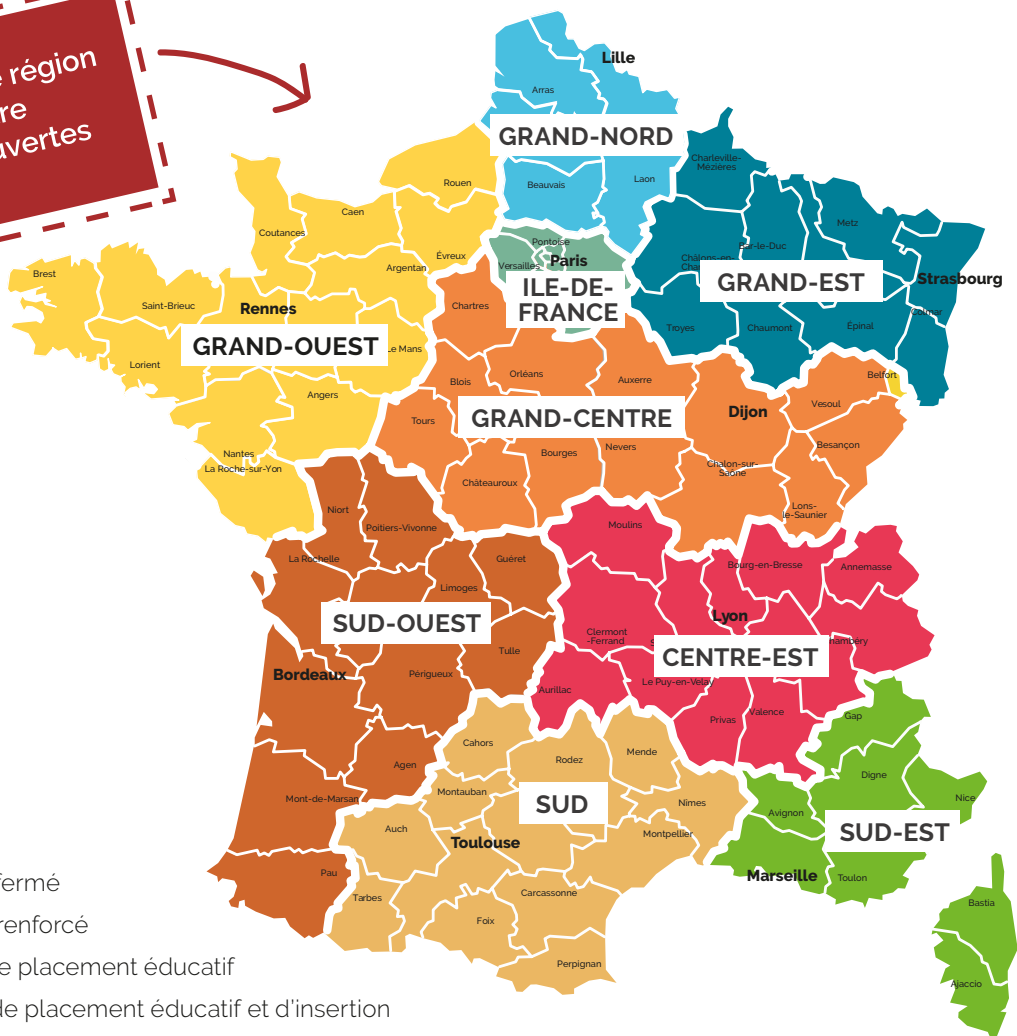 région
uvertes
Lille
Arras
GRAND-NORD
Charleville-
Mézières
Beauvais
Laon
Rouen
Caen
Coutances
Évreux
Argentan
Pontoise
Versailles
Paris
ILE-DE-
FRANCE
Metz
Bar-le-Duc
Châlons-en-
GRAND-EST
Strasbourg
Colmar
Troyes
Chaumont
Épinal
Brest
Saint-Brieuc
Rennes
GRAND-OUEST
Le Mans
Lorient
Angers
Nantes
La Roche-sur-Yon
Chartres
Orléans
Blois
Auxerre
Tours
GRAND-CENTRE
Dijon
Belfort
Vesoul
Besançon
Bourges
Nevers
Chalon-sur-
Saône
Châteauroux
Lons-
le-Saunier
Niort
Poitiers-Vivonne
La Rochelle
Guéret
Limoges
SUD-OUEST
Tulle
Bordeaux
Périgueux
Agen
Mont-de-Marsan
Pau
Moulins
Bourg-en-Bresse
Annemasse
Lyon
Clermont
-Ferrand
CENTRE-EST
hambéry
Le Puy-en-Velay
Aurillac
Privas
Valence
Cahors
Rodez
Mende
Montauban
SUD
Nîmes
Auch
Toulouse
Montpellier
Tarbes
Foix
Carcassonne
Perpignan
Gap
Digne
Nice
Avignon
SUD-EST
Marseille
Toulon
Bastia
Ajaccio
fermé
renforcé
e placement éducatif
de placement éducatif et d'insertion